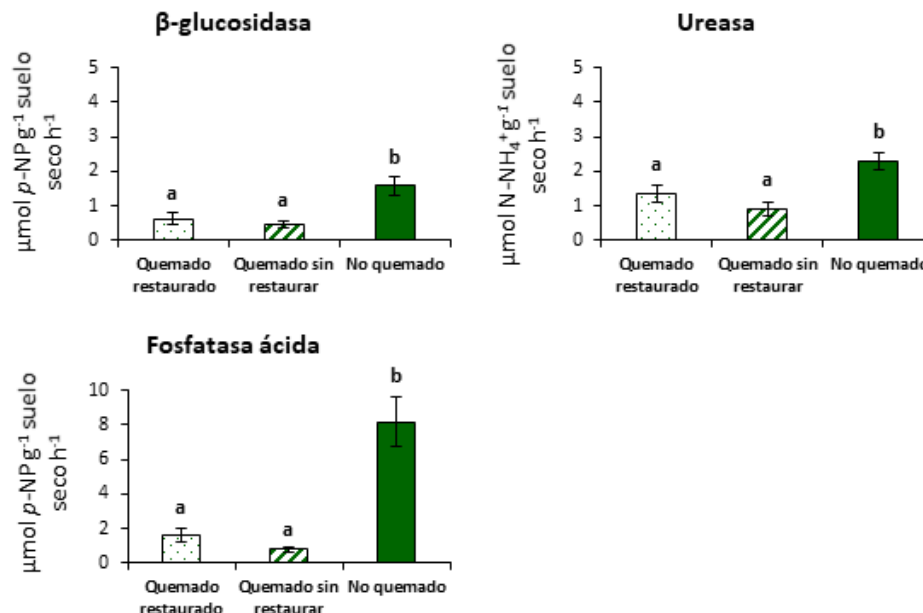 β-glucosidasa
µmol p-NP g⁻¹ suelo
seco h⁻¹
5
4
3
2
1
0
a
a
b
Quemado
restaurado
Quemado sin
restaurar
No quemado
Ureasa
µmol N-NH₄⁺ g⁻¹ suelo
seco h⁻¹
5
4
3
2
1
0
a
a
b
Quemado
restaurado
Quemado sin
restaurar
No quemado
Fosfatasa ácida
µmol p-NP g⁻¹ suelo
seco h⁻¹
10
8
6
4
2
0
a
a
b
Quemado
restaurado
Quemado sin
restaurar
No quemado